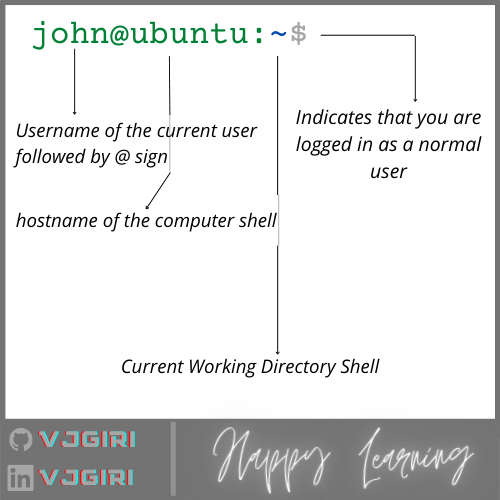 john@ubuntu:~$
Username of the current user
followed by @ sign
Indicates that you are
logged in as a normal
user
hostname of the computer shell
Current Working Directory Shell
VJGIRI
VJGIRI
Happy Learning